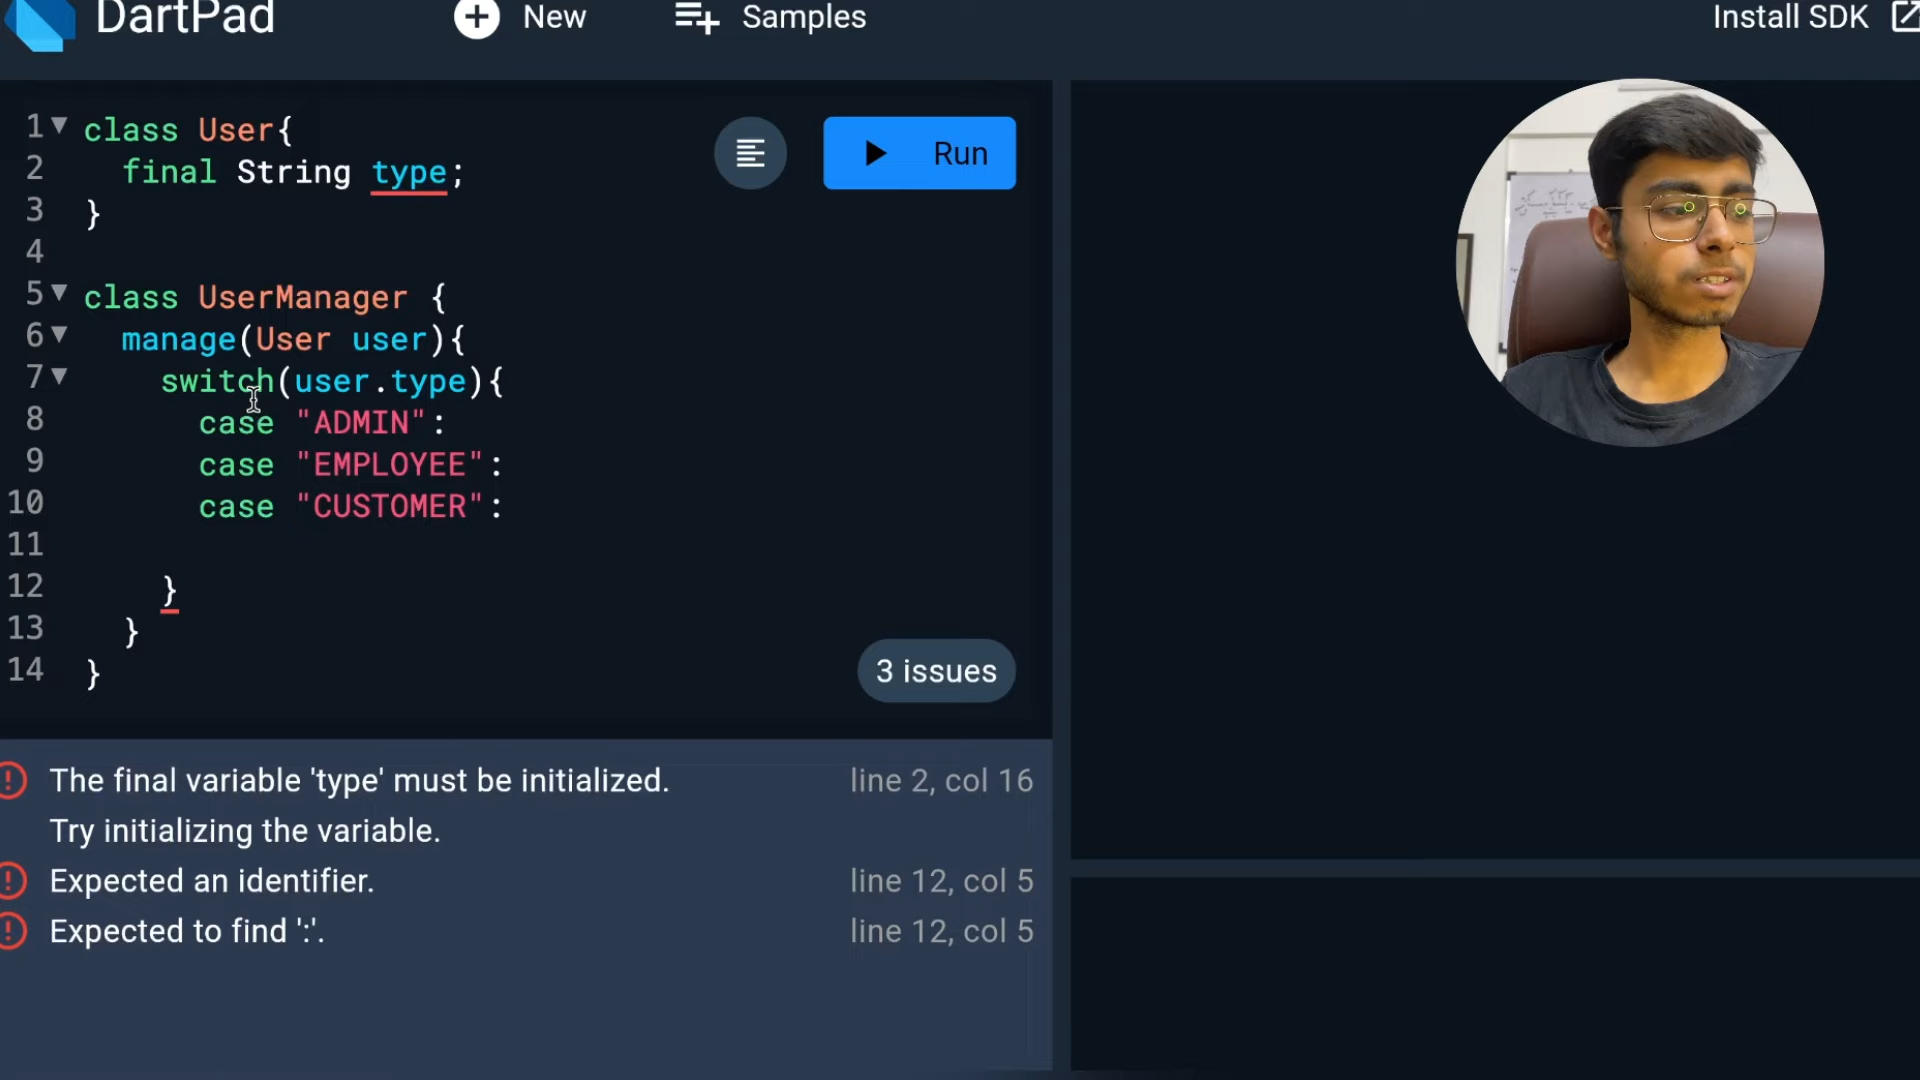 DartPad
New
Samples
Install SDK
1 class User{
2 final String type;
3 }
4
5 class UserManager {
6 manage(User user){
7 switch(user.type){
8 case "ADMIN":
9 case "EMPLOYEE":
10 case "CUSTOMER":
11
12 }
13 }
14 }
Run
3 issues
The final variable 'type' must be initialized. line 2, col 16
Try initializing the variable.
Expected an identifier. line 12, col 5
Expected to find ':'. line 12, col 5